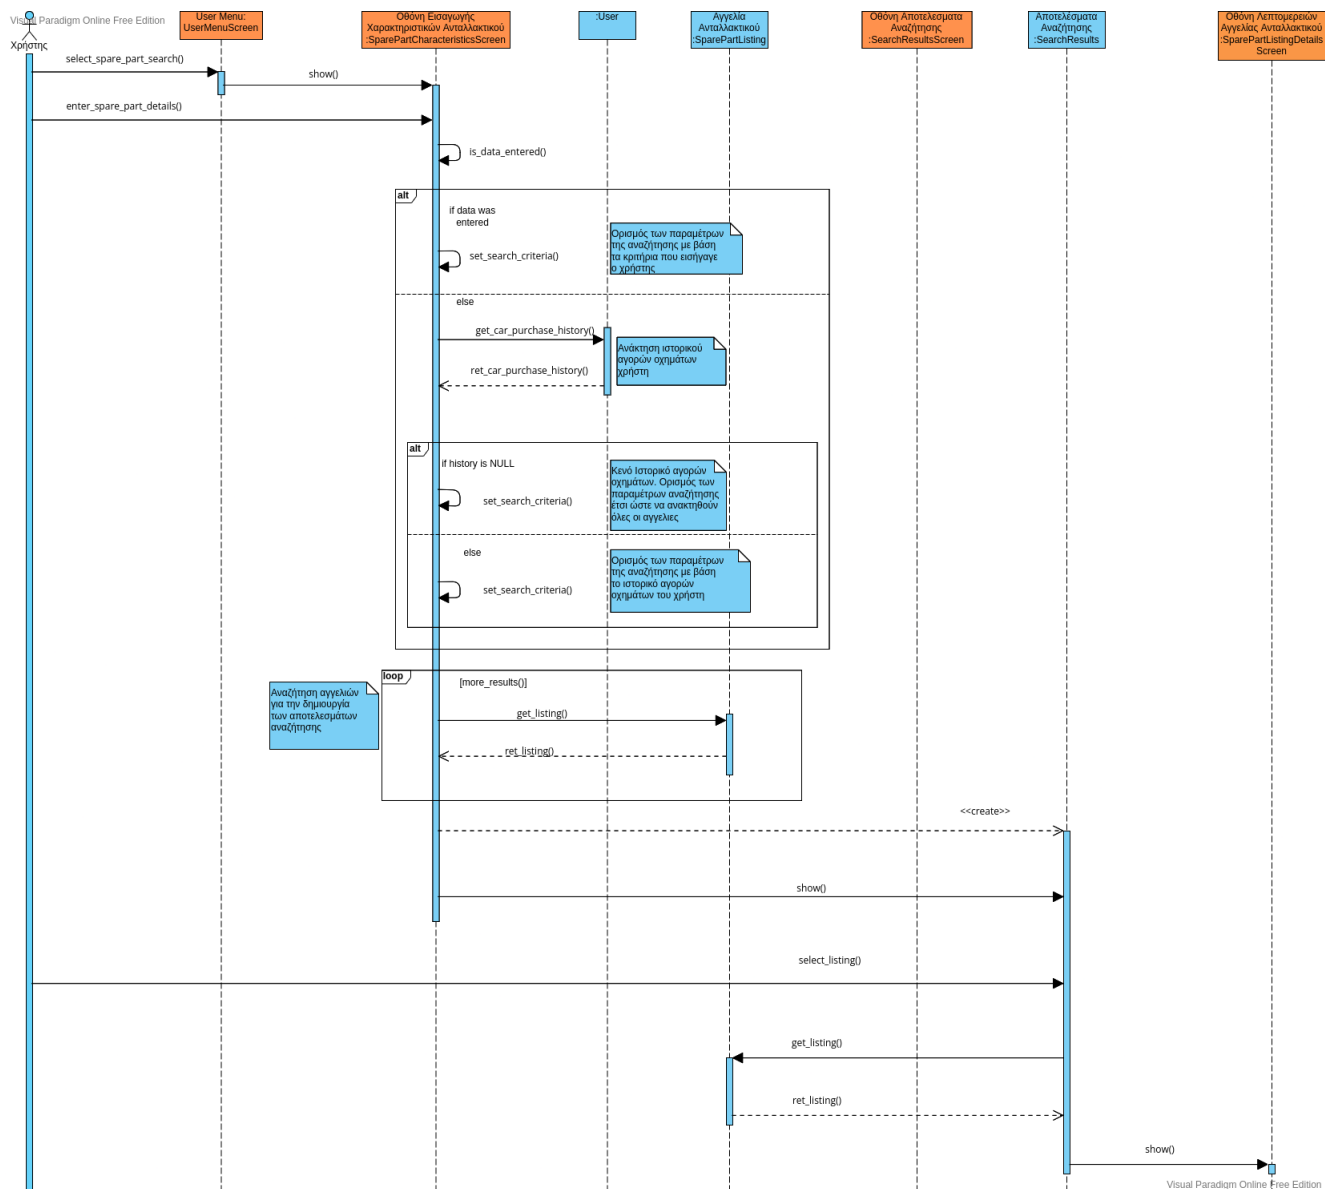 Visual Paradigm Online Free Edition
Χρήστης
User Menu:
UserMenuScreen
Οθόνη Εισαγωγής
Χαρακτηριστικών Ανταλλακτικού
:SparePartCharacteristicsScreen
:User
Αγγελία
Ανταλλακτικού
:SparePartListing
Οθόνη Αποτελεσματα
Αναζήτησης
:SearchResultsScreen
Αποτελέσματα
Αναζήτησης
:SearchResults
Οθόνη Λεπτομερειών
Αγγελίας Ανταλλακτικού
:SparePartListingDetails
Screen
select_spare_part_search()
show()
enter_spare_part_details()
is_data_entered()
alt
if data was
entered
set_search_criteria()
Ορισμός των παραμέτρων
της αναζήτησης με βάση
τα κριτήρια που εισήγαγε
ο χρήστης
else
get_car_purchase_history()
Ανάκτηση ιστορικού
αγορών οχημάτων
χρήστη
ret_car_purchase_history()
alt
if history is NULL
set_search_criteria()
Κενό Ιστορικό αγορών
οχημάτων. Ορισμός των
παραμέτρων αναζήτησης
έτσι ώστε να ανακτηθούν
όλες οι αγγελιες
else
set_search_criteria()
Ορισμός των παραμέτρων
της αναζήτησης με βάση
το ιστορικό αγορών
οχημάτων του χρήστη
loop
[more_results()]
Αναζήτηση αγγελιών
για την δημιουργία
των αποτελεσμάτων
αναζήτησης
get_listing()
ret_listing()
<<create>>
show()
select_listing()
get_listing()
ret_listing()
show()
Visual Paradigm Online Free Edition